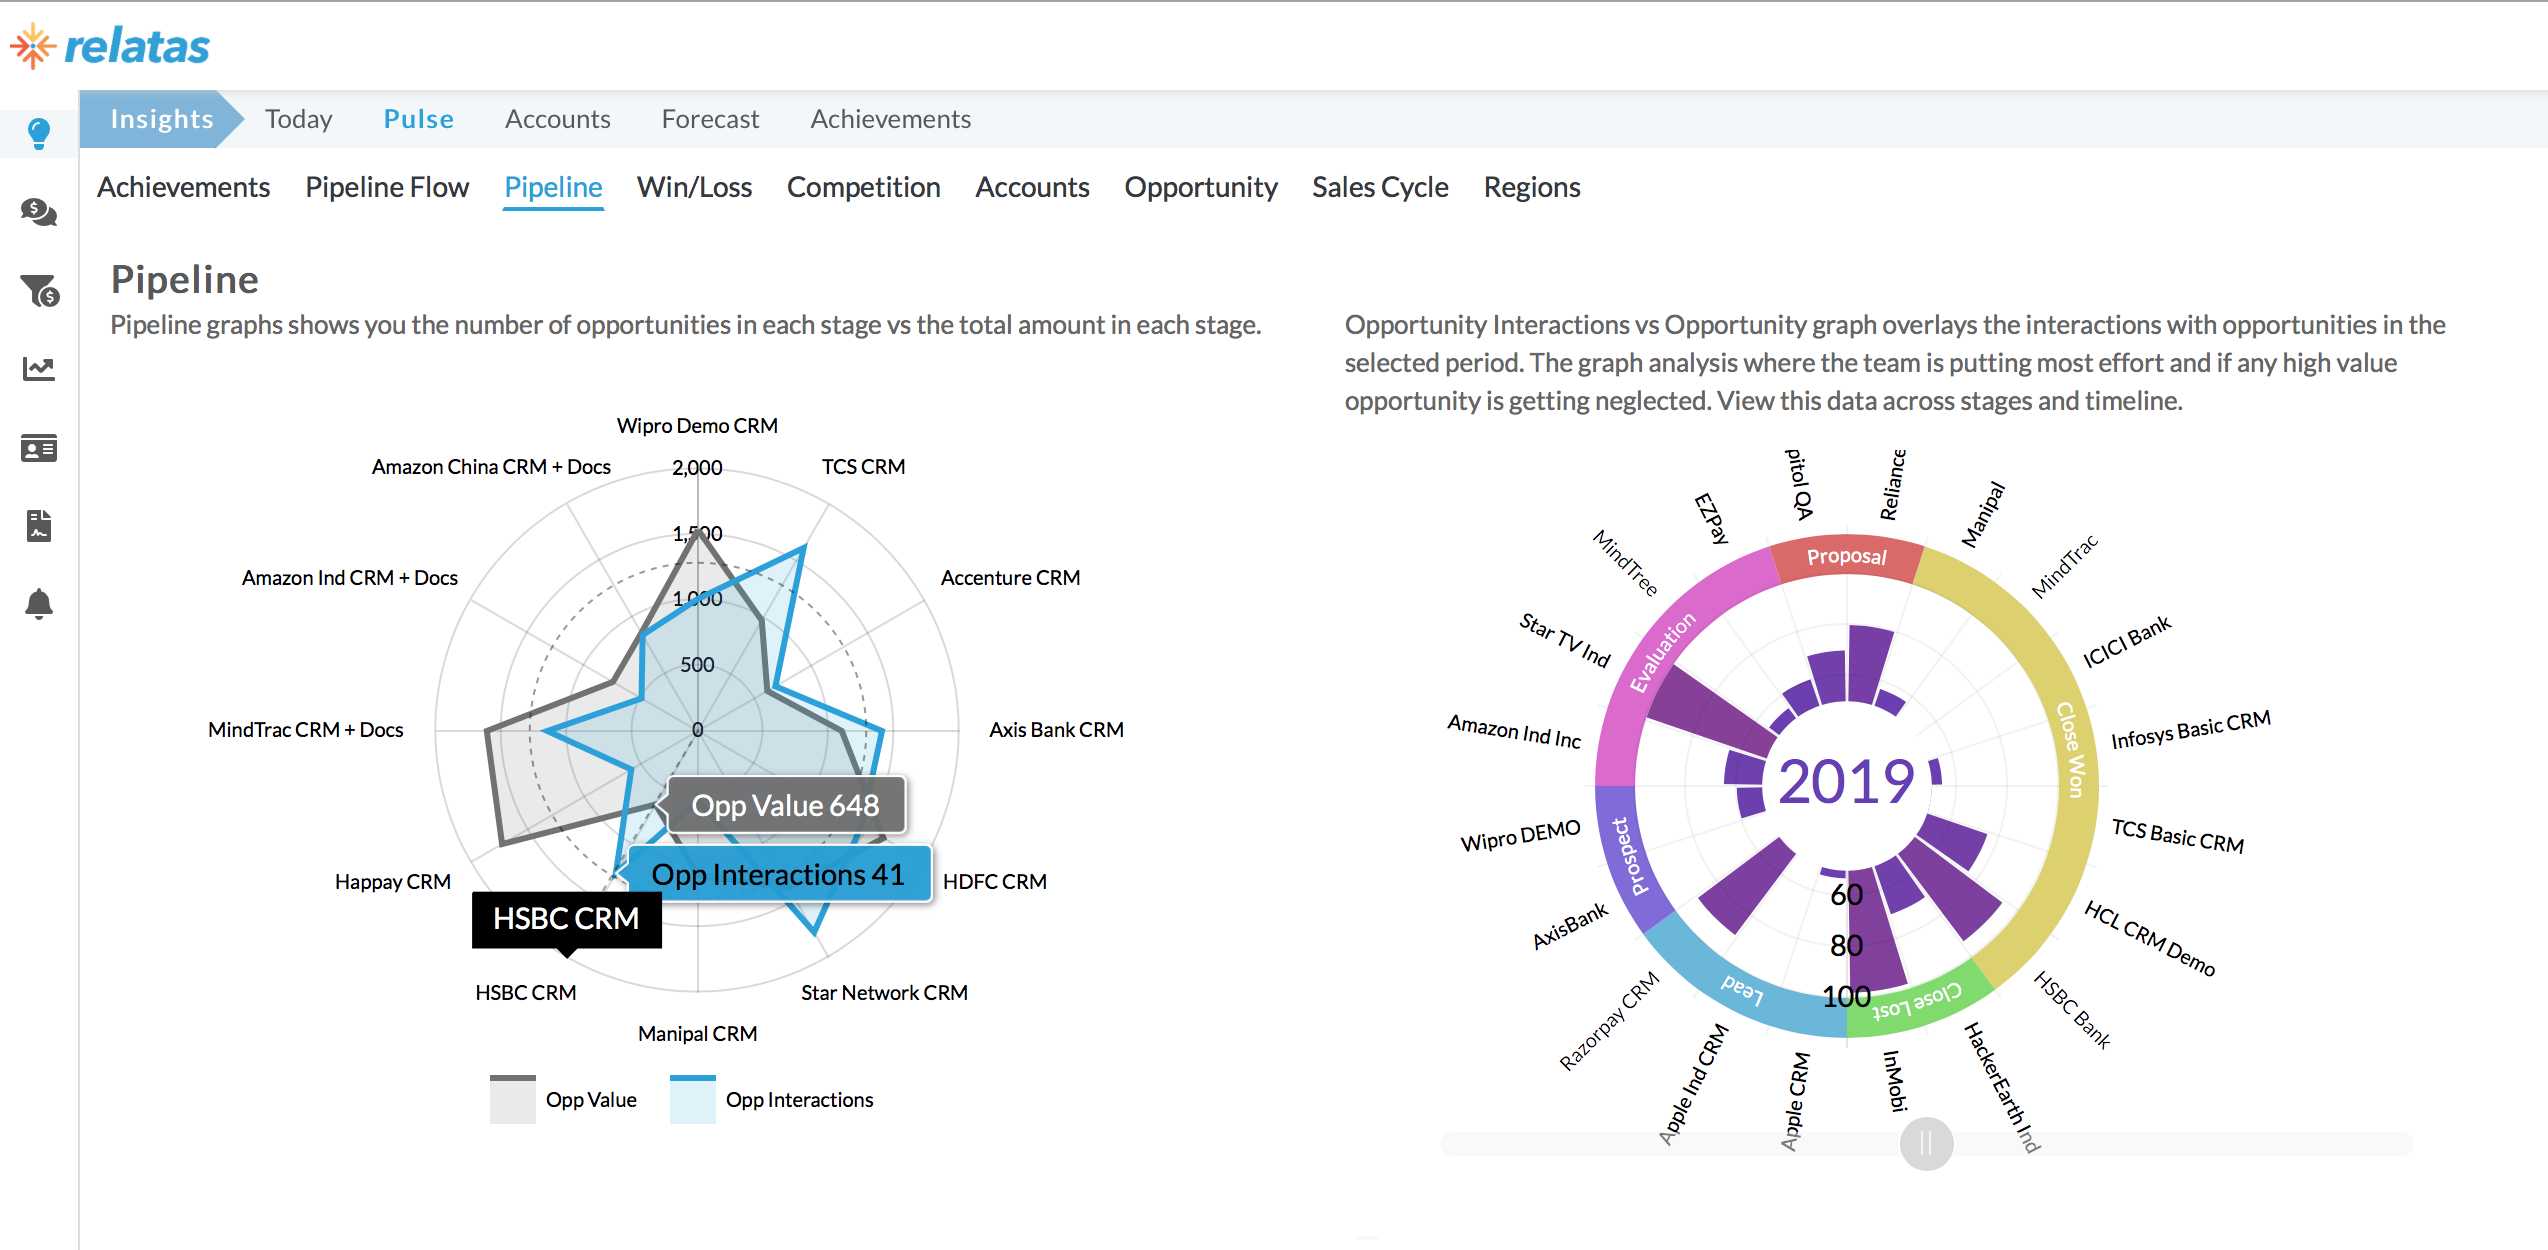 relatas
Insights Today Pulse Accounts Forecast Achievements
Achievements Pipeline Flow Pipeline Win/Loss Competition Accounts Opportunity Sales Cycle Regions
Pipeline
Pipeline graphs shows you the number of opportunities in each stage vs the total amount in each stage.
Wipro Demo CRM
Amazon China CRM + Docs
2,000
TCS CRM
1,500
Amazon Ind CRM + Docs
1,000
Accenture CRM
500
MindTrac CRM + Docs
0
Axis Bank CRM
Opp Value 648
Opp Interactions 41
Happay CRM
HDFC CRM
HSBC CRM
HSBC CRM
Star Network CRM
Manipal CRM
Opp Value
Opp Interactions
Opportunity Interactions vs Opportunity graph overlays the interactions with opportunities in the
selected period. The graph analysis where the team is putting most effort and if any high value
opportunity is getting neglected. View this data across stages and timeline.
pitol QA
Reliance
EZPay
Manipal
MindTree
MindTrac
Proposal
Star TV Ind
ICICI Bank
Evaluation
Amazon Ind Inc
Infosys Basic CRM
Close Won
2019
Wipro DEMO
TCS Basic CRM
Prospect
60
AxisBank
HCL CRM Demo
80
Razorpay CRM
HSBC Bank
Lead
100
Close Lost
Apple Ind CRM
Apple CRM
InMobi
HackerEarth Ind